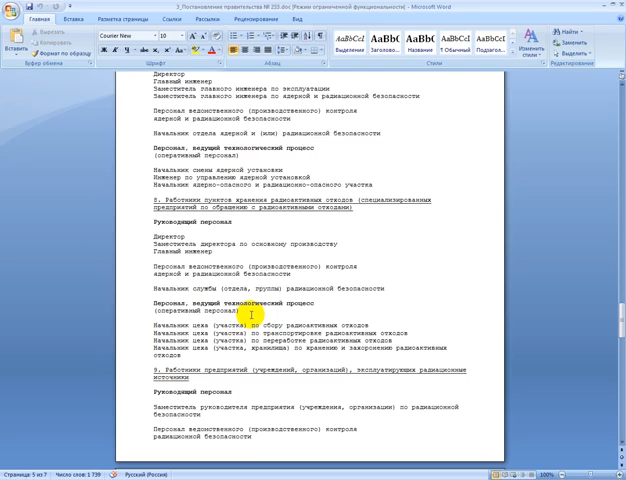 3_Постановление правительства № 233.doc [Режим ограниченной функциональности] - Microsoft Word
Главная
Вставка
Разметка страницы
Ссылки
Рассылки
Рецензирование
Вид
Вставить
Вырезать
Копировать
Формат по образцу
Буфер обмена
Courier New
10
Шрифт
Абзац
AaBbCcI
Выделение
AaBbC
Заголово...
AaBbC
Название
AaBbCcI
¶ Обычный
AaBbCcI
Подзагол...
Изменить
стили
Стили
Найти
Заменить
Выделить
Редактирование
Директор
Главный инженер
Заместитель главного инженера по эксплуатации
Заместитель главного инженера по ядерной и радиационной безопасности
Персонал ведомственного (производственного) контроля
ядерной и радиационной безопасности
Начальник отдела ядерной и (или) радиационной безопасности
Персонал, ведущий технологический процесс
(оперативный персонал)
Начальник смены ядерной установки
Инженер по управлению ядерной установкой
Начальник ядерно-опасного и радиационно-опасного участка
8. Работники пунктов хранения радиоактивных отходов (специализированных
предприятий по обращению с радиоактивными отходами)
Руководящий персонал
Директор
Заместитель директора по основному производству
Главный инженер
Персонал ведомственного (производственного) контроля
ядерной и радиационной безопасности
Начальник службы (отдела, группы) радиационной безопасности
Персонал, ведущий технологический процесс
(оперативный персонал)
Начальник цеха (участка) по сбору радиоактивных отходов
Начальник цеха (участка) по транспортировке радиоактивных отходов
Начальник цеха (участка) по переработке радиоактивных отходов
Начальник цеха (участка, хранилища) по хранению и захоронению радиоактивных
отходов
9. Работники предприятий (учреждений, организаций), эксплуатирующих радиационные
источники
Руководящий персонал
Заместитель руководителя предприятия (учреждения, организации) по радиационной
безопасности
Персонал ведомственного (производственного) контроля
радиационной безопасности
Страница: 5 из 7
Число слов: 1 739
Русский (Россия)
100%